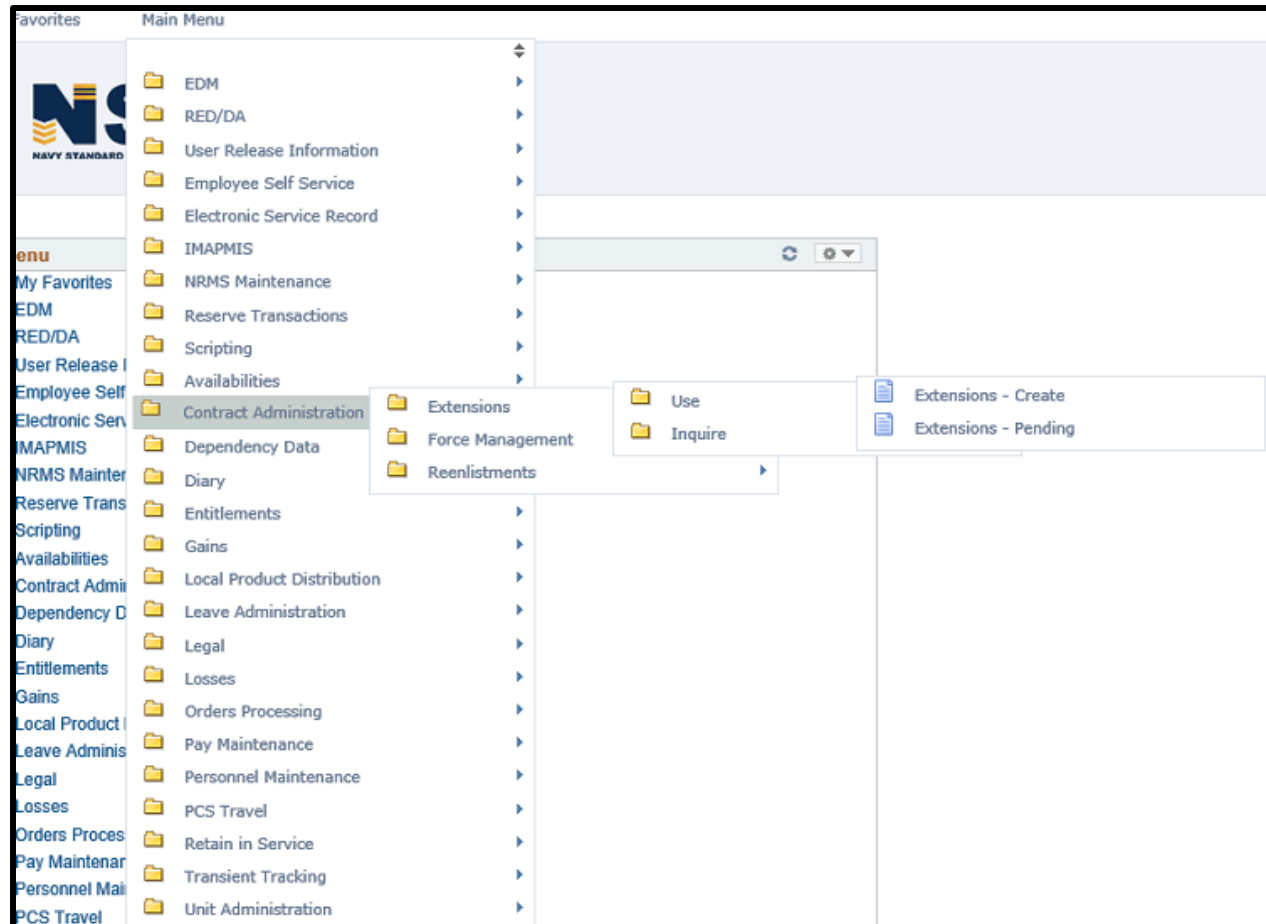 Favorites Main Menu
NS
NAVY STANDARD
EDM
RED/DA
User Release Information
Employee Self Service
Electronic Service Record
IMAPMIS
NRMS Maintenance
Reserve Transactions
Scripting
Availabilities
Contract Administration
Dependency Data
Diary
Entitlements
Gains
Local Product Distribution
Leave Administration
Legal
Losses
Orders Processing
Pay Maintenance
Personnel Maintenance
PCS Travel
Retain in Service
Transient Tracking
Unit Administration
Extensions
Force Management
Reenlistments
Use
Inquire
Extensions - Create
Extensions - Pending
enu
My Favorites
EDM
RED/DA
User Release I
Employee Self
Electronic Serv
IMAPMIS
NRMS Mainter
Reserve Trans
Scripting
Availabilities
Contract Admi
Dependency D
Diary
Entitlements
Gains
Local Product
Leave Adminis
Legal
Losses
Orders Proces
Pay Maintenar
Personnel Mai
PCS Travel